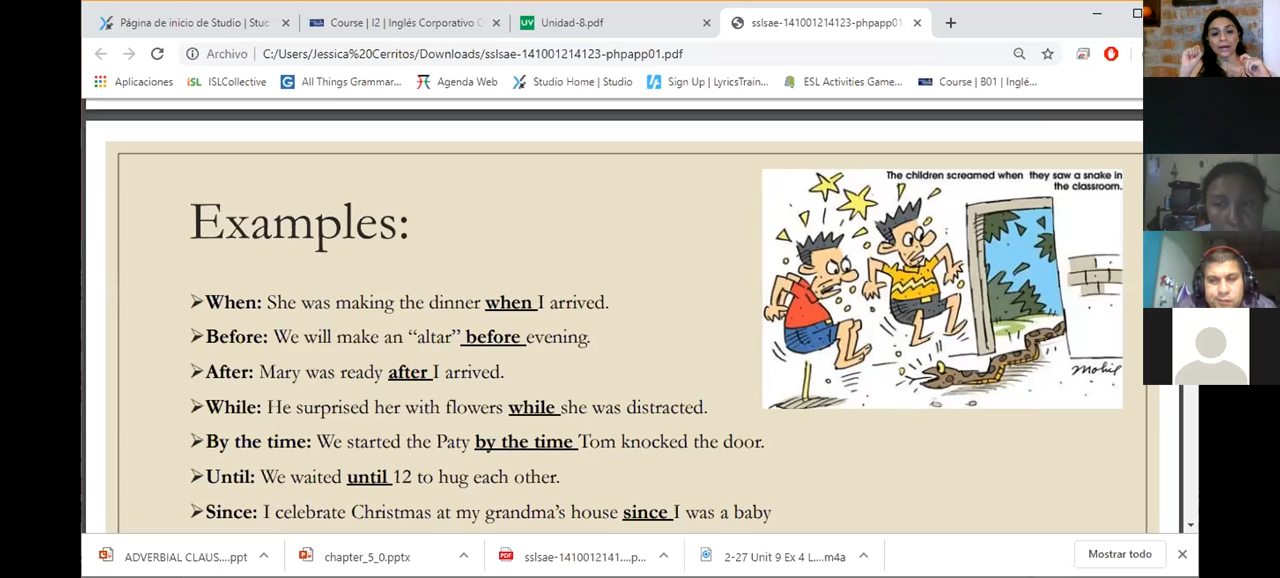 Página de inicio de Studio | Stud
Course | I2 | Inglés Corporativo C
Unidad-8.pdf
sslsae-141001214123-phpapp01.
Archivo
C:/Users/Jessica%20Cerritos/Downloads/sslsae-141001214123-phpapp01.pdf
Aplicaciones
iSL ISLCollective
All Things Grammar...
Agenda Web
Studio Home | Studio
Sign Up | LyricsTrain...
ESL Activities Game...
Course | B01 | Inglé...
The children screamed when they saw a snake in
the classroom.
Examples:
➢When: She was making the dinner when I arrived.
➢Before: We will make an “altar” before evening.
➢After: Mary was ready after I arrived.
➢While: He surprised her with flowers while she was distracted.
➢By the time: We started the Paty by the time Tom knocked the door.
➢Until: We waited until 12 to hug each other.
➢Since: I celebrate Christmas at my grandma’s house since I was a baby
ADVERBIAL CLAUS....ppt
chapter_5_0.pptx
sslsae-1410012141....p...
2-27 Unit 9 Ex 4 L....m4a
Mostrar todo